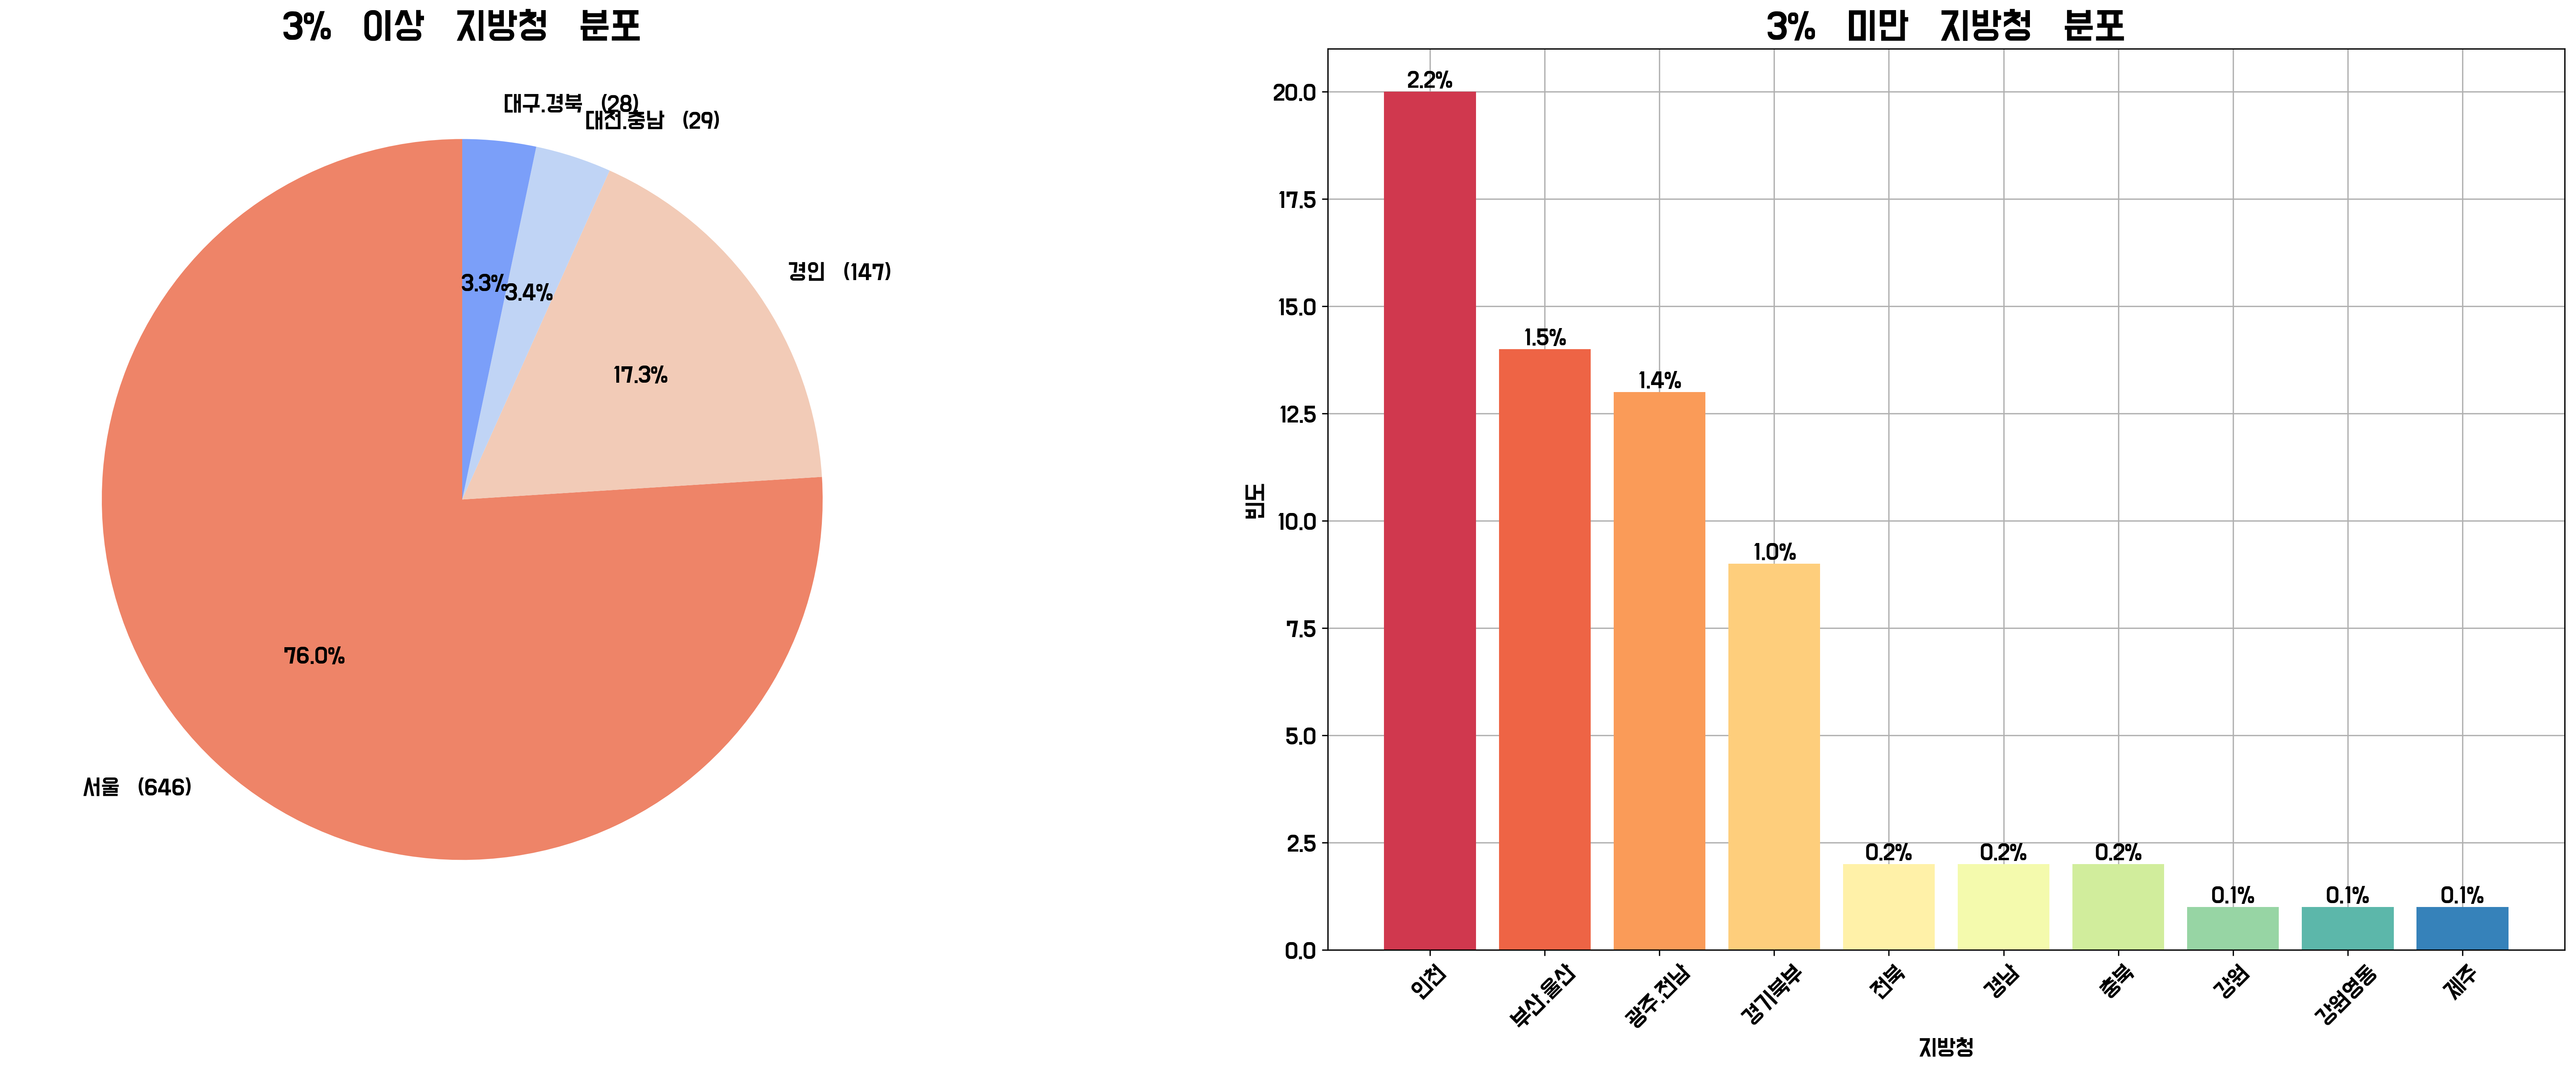 3% 이상 지방청 분포
대구.경북 (28)
대전.충남 (29)
경인 (147)
3.3%
3.4%
17.3%
76.0%
서울 (646)
3% 미만 지방청 분포
20.0
17.5
15.0
12.5
10.0
7.5
5.0
2.5
0.0
빈도
2.2%
1.5%
1.4%
1.0%
0.2%
0.2%
0.2%
0.1%
0.1%
0.1%
인천
부산.울산
광주.전남
경기북부
전북
경남
충북
강원
강원영동
제주
지방청